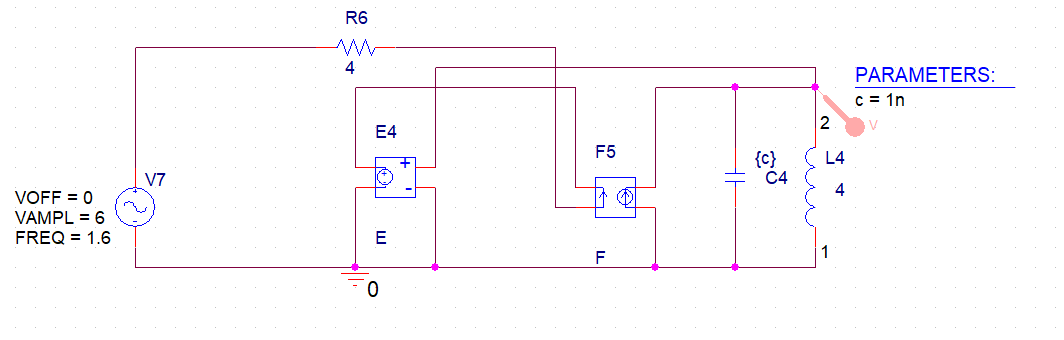 R6
4
PARAMETERS:
c = 1n
V
2
E4
+
-
F5
{c}
C4
L4
4
V7
+
-
VOFF = 0
VAMPL = 6
FREQ = 1.6
E
F
1
0